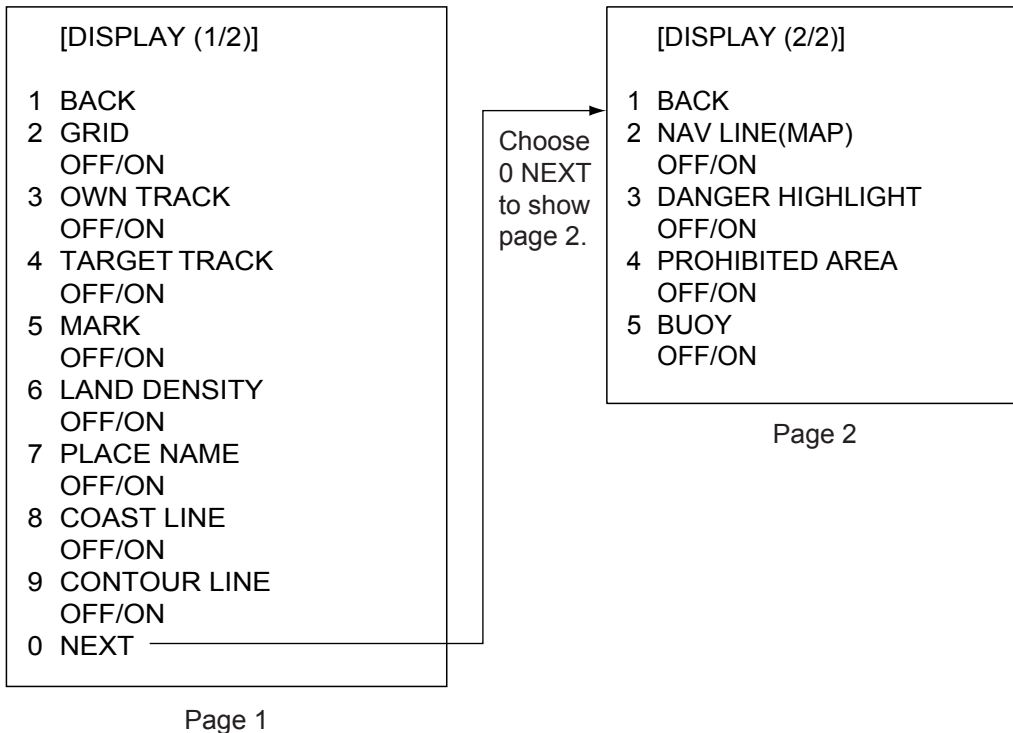 [DISPLAY (1/2)]
1 BACK
2 GRID
OFF/ON
3 OWN TRACK
OFF/ON
4 TARGET TRACK
OFF/ON
5 MARK
OFF/ON
6 LAND DENSITY
OFF/ON
7 PLACE NAME
OFF/ON
8 COAST LINE
OFF/ON
9 CONTOUR LINE
OFF/ON
0 NEXT
Page 1
Choose
0 NEXT
to show
page 2.
[DISPLAY (2/2)]
1 BACK
2 NAV LINE(MAP)
OFF/ON
3 DANGER HIGHLIGHT
OFF/ON
4 PROHIBITED AREA
OFF/ON
5 BUOY
OFF/ON
Page 2